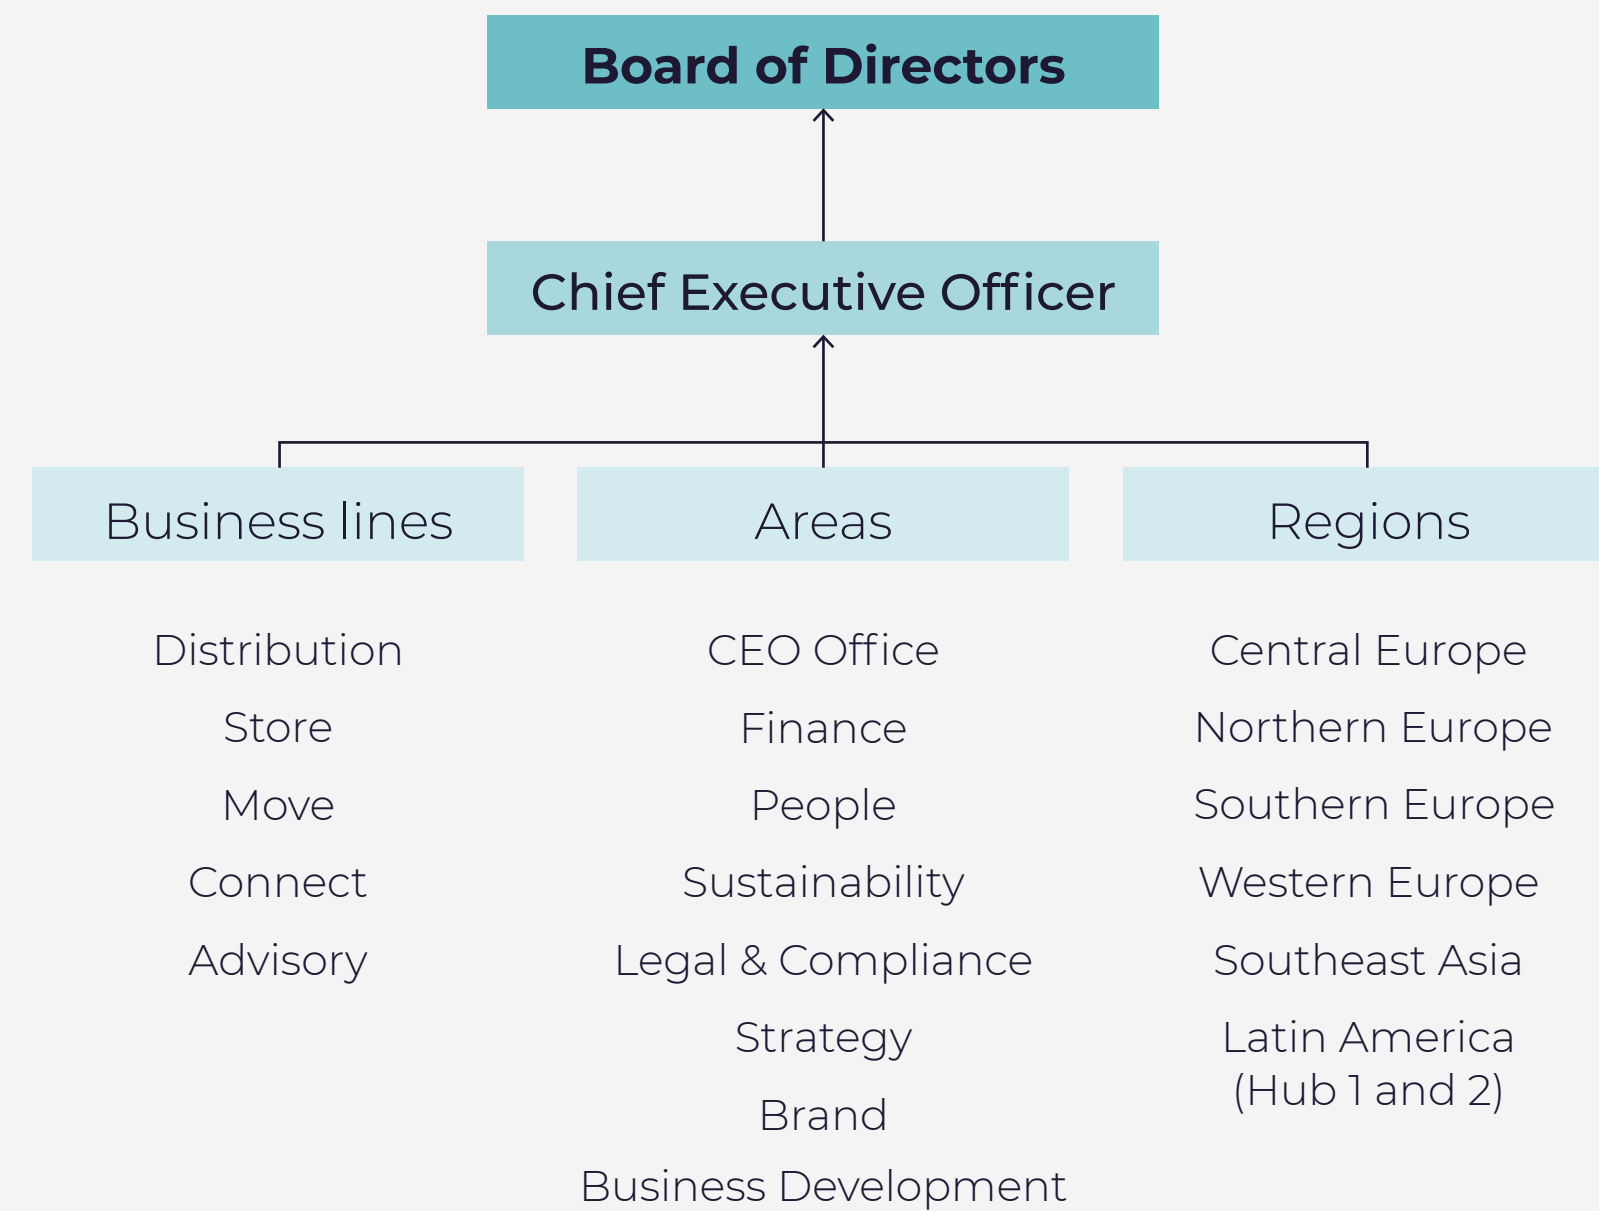 Board of Directors
Chief Executive Officer
Business lines
Distribution
Store
Move
Connect
Advisory
Areas
CEO Office
Finance
People
Sustainability
Legal & Compliance
Strategy
Brand
Business Development
Regions
Central Europe
Northern Europe
Southern Europe
Western Europe
Southeast Asia
Latin America
(Hub 1 and 2)